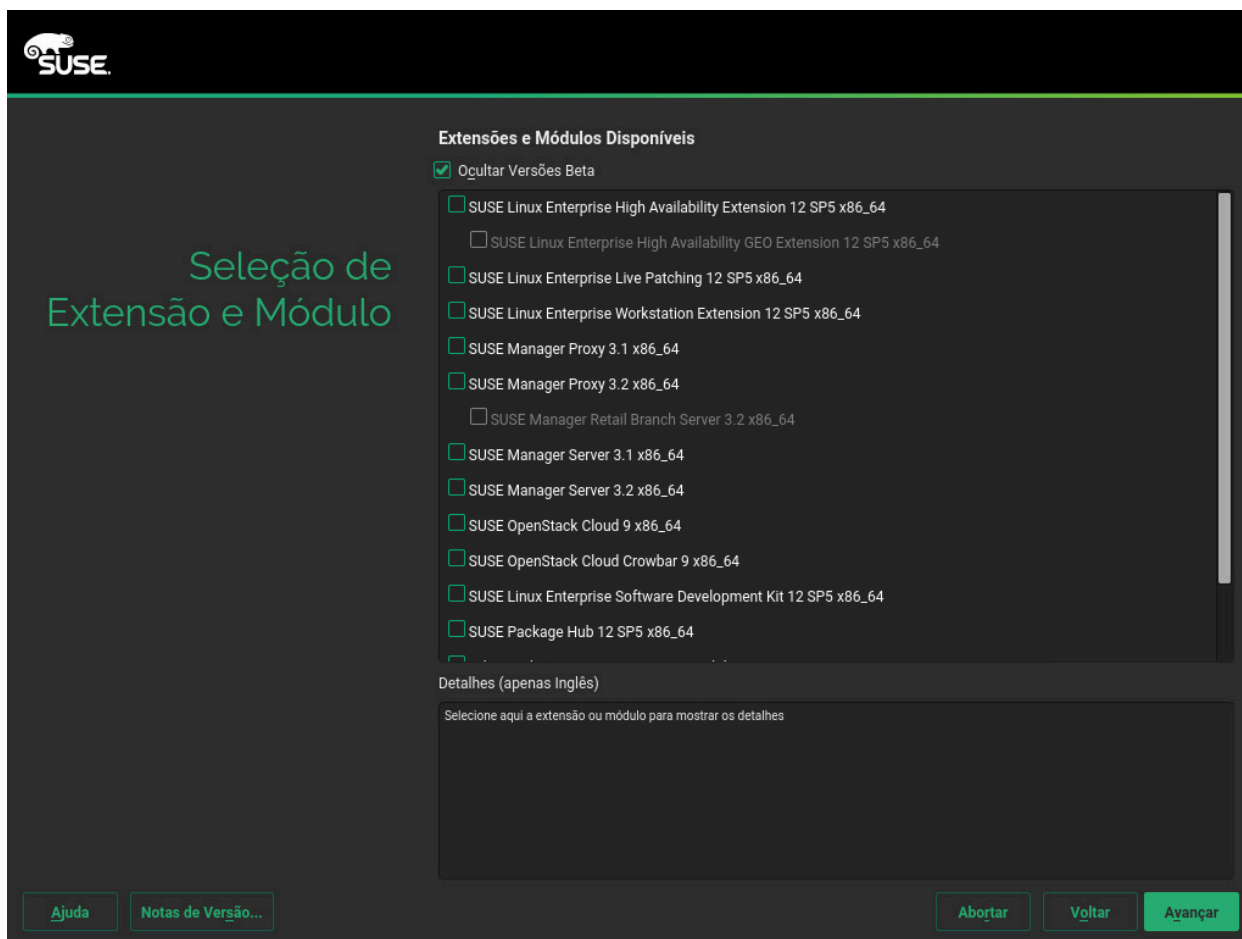 SUSE.
Extensões e Módulos Disponíveis
Ocultar Versões Beta
SUSE Linux Enterprise High Availability Extension 12 SP5 x86_64
SUSE Linux Enterprise High Availability GEO Extension 12 SP5 x86_64
Seleção de
Extensão e Módulo
SUSE Linux Enterprise Live Patching 12 SP5 x86_64
SUSE Linux Enterprise Workstation Extension 12 SP5 x86_64
SUSE Manager Proxy 3.1 x86_64
SUSE Manager Proxy 3.2 x86_64
SUSE Manager Retail Branch Server 3.2 x86_64
SUSE Manager Server 3.1 x86_64
SUSE Manager Server 3.2 x86_64
SUSE OpenStack Cloud 9 x86_64
SUSE OpenStack Cloud Crowbar 9 x86_64
SUSE Linux Enterprise Software Development Kit 12 SP5 x86_64
SUSE Package Hub 12 SP5 x86_64
Detalhes (apenas Inglês)
Selecione aqui a extensão ou módulo para mostrar os detalhes
Ajuda
Notas de Versão...
Abortar
Voltar
Avançar